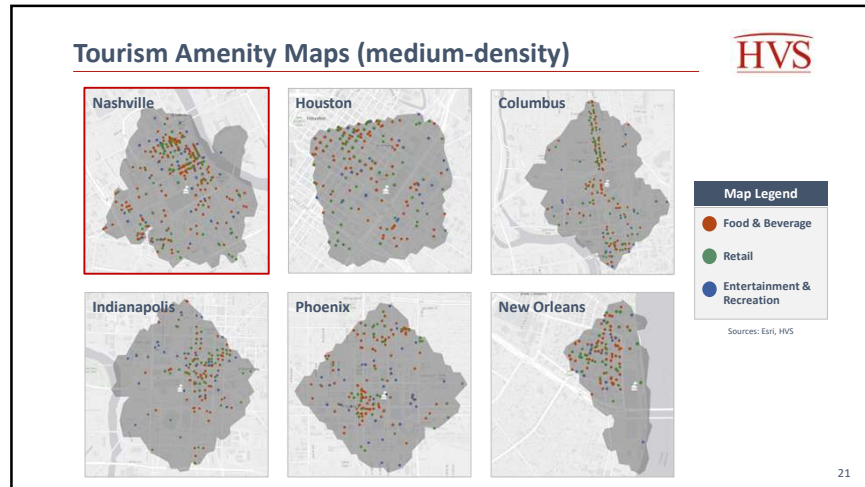 Tourism Amenity Maps (medium-density)
HVS
Nashville
Houston
Columbus
Map Legend
Food & Beverage
Retail
Entertainment &
Recreation
Sources: Esri, HVS
Indianapolis
Phoenix
New Orleans
21